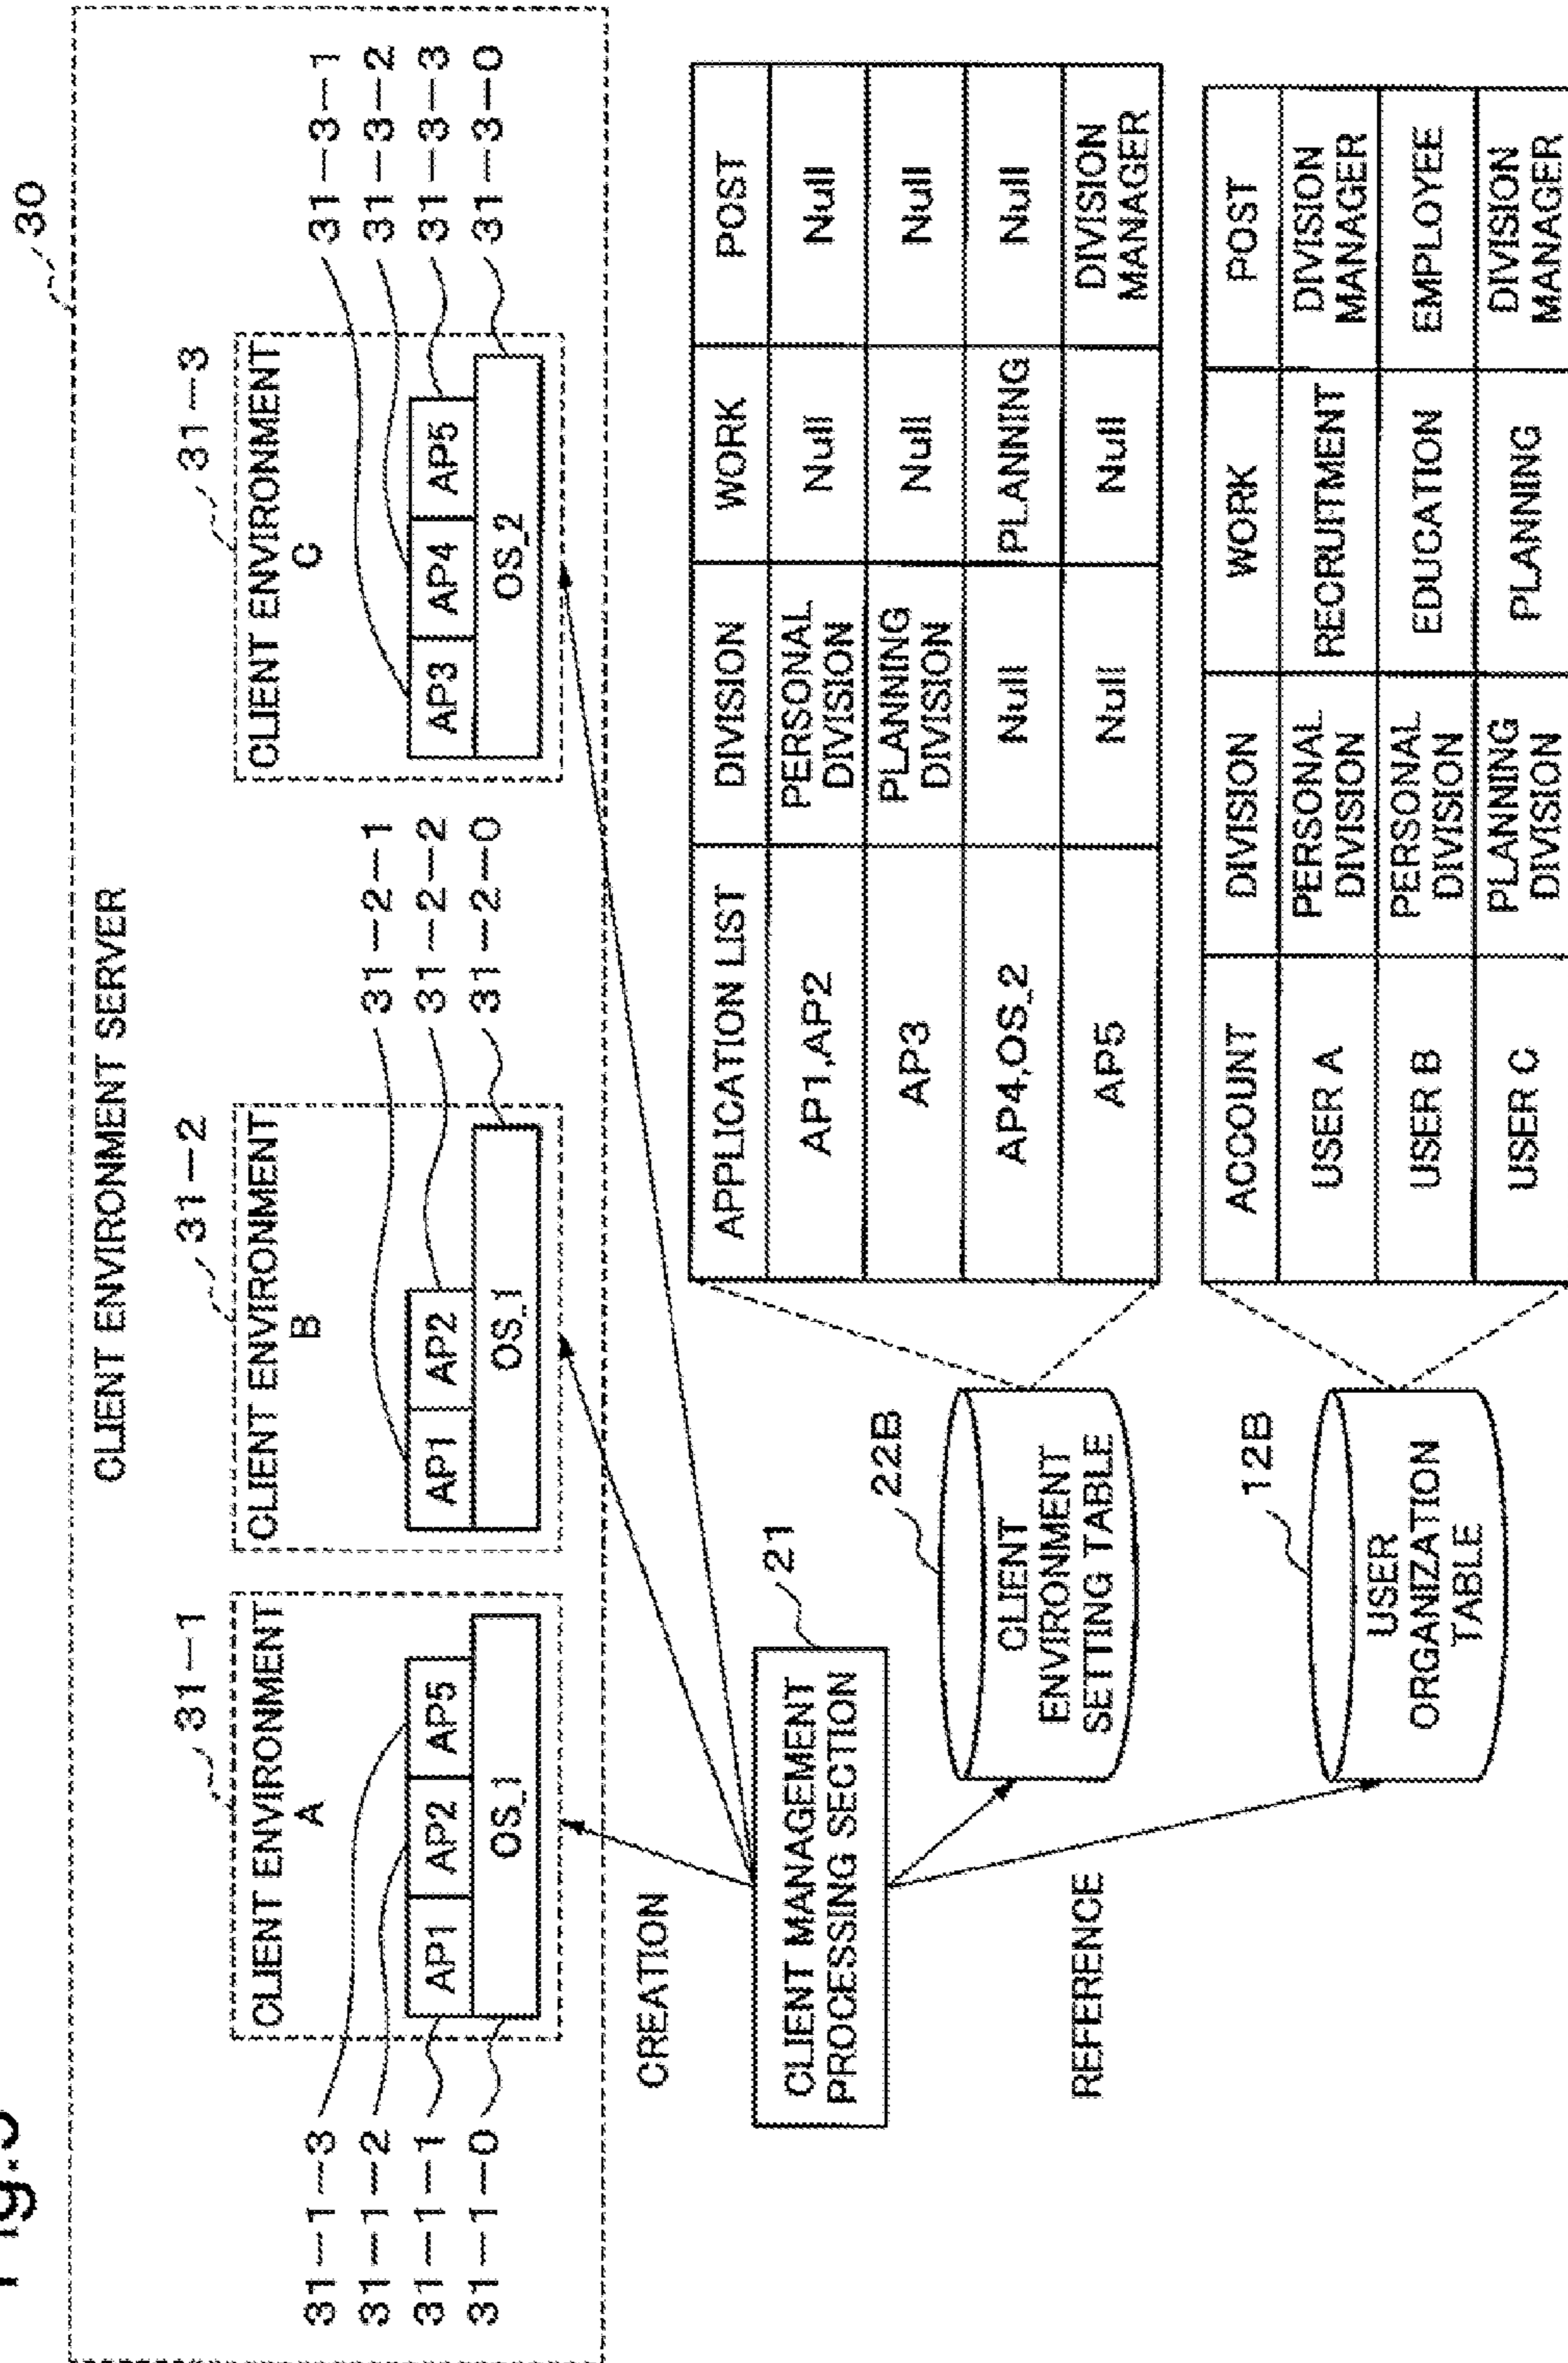 Fig.5
30
CLIENT ENVIRONMENT SERVER
31-1
31-2
31-3
CLIENT ENVIRONMENT
A
CLIENT ENVIRONMENT
B
CLIENT ENVIRONMENT
C
31-1-3
31-1-2
31-1-1
31-1-0
AP1
AP2
AP5
OS_1
AP1
AP2
OS_1
31-2-1
31-2-2
31-2-0
AP3
AP4
AP5
OS_2
31-3-1
31-3-2
31-3-3
31-3-0
CREATION
CLIENT MANAGEMENT
PROCESSING SECTION
21
REFERENCE
22B
CLIENT
ENVIRONMENT
SETTING TABLE
APPLICATION LIST DIVISION WORK POST
AP1,AP2 PERSONAL DIVISION Null Null
AP3 PLANNING DIVISION Null Null
AP4,OS_2 Null PLANNING Null
AP5 Null Null DIVISION MANAGER
12B
USER
ORGANIZATION
TABLE
ACCOUNT DIVISION WORK POST
USER A PERSONAL DIVISION RECRUITMENT DIVISION MANAGER
USER B PERSONAL DIVISION EDUCATION EMPLOYEE
USER C PLANNING DIVISION PLANNING DIVISION MANAGER